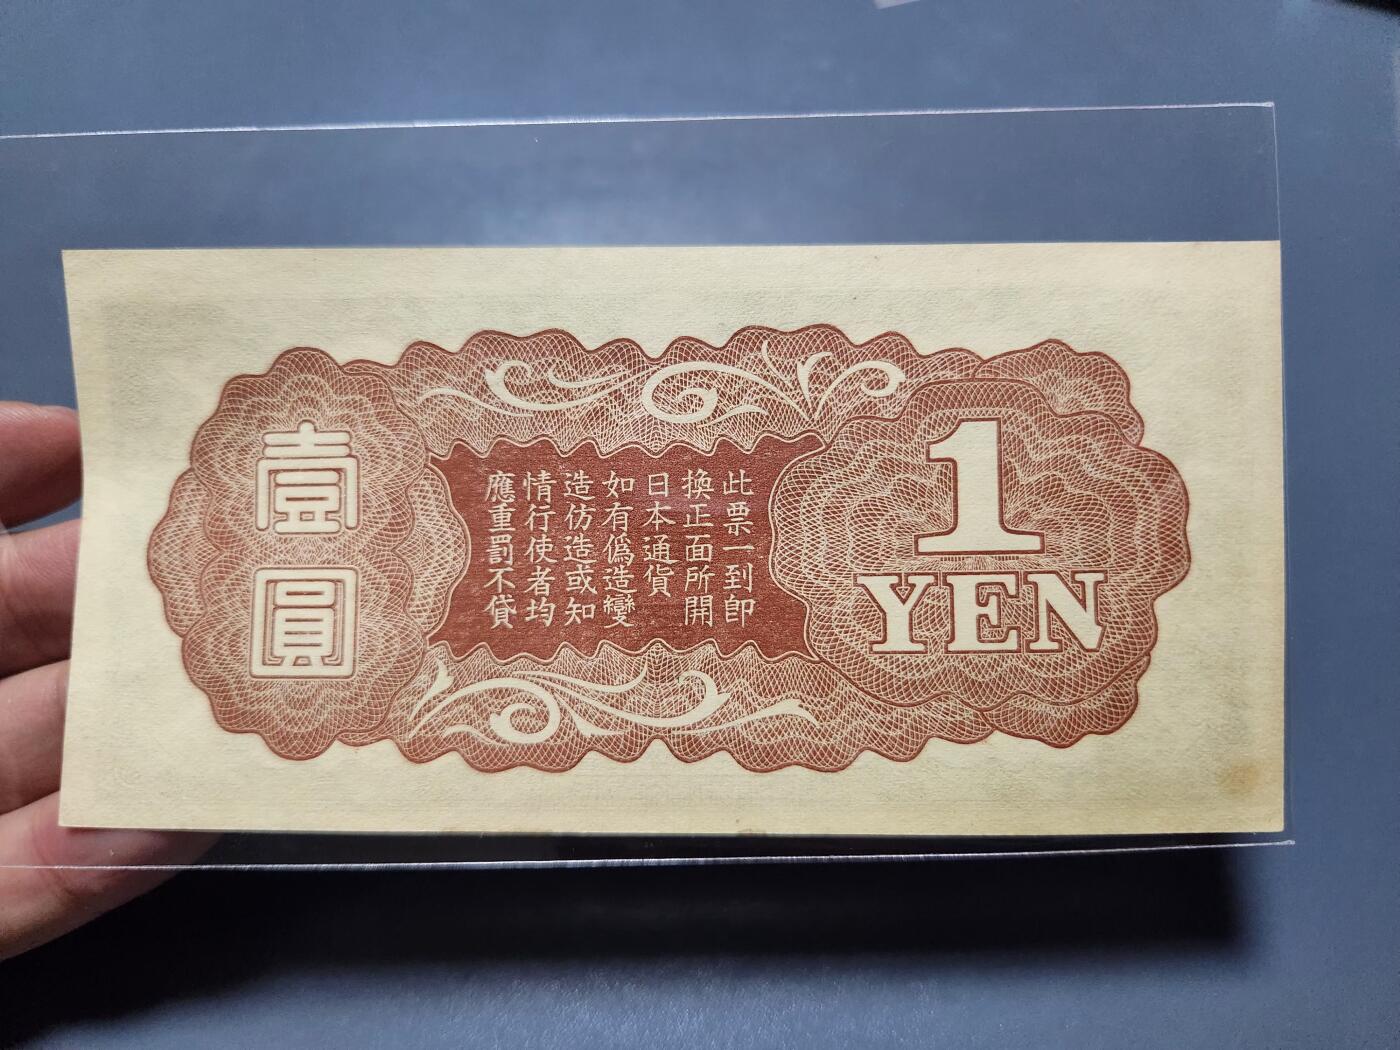 壹圓
此票一到即
換正面所開
日本通貨
如有僞造變
造仿造或知
情行使者均
應重罰不貸
1
YEN